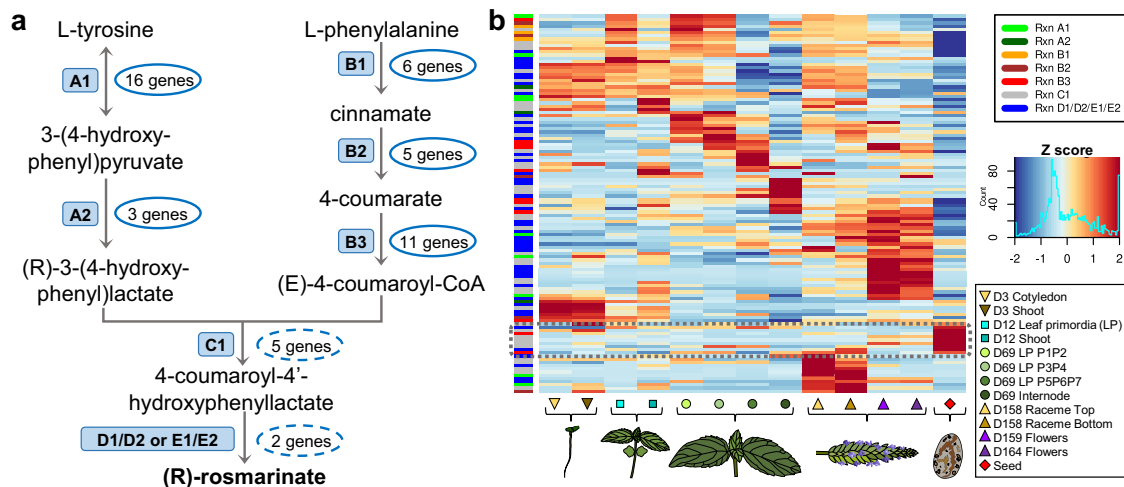 a
L-tyrosine
A1
16 genes
3-(4-hydroxy-
phenyl)pyruvate
A2
3 genes
(R)-3-(4-hydroxy-
phenyl)lactate
L-phenylalanine
B1
6 genes
cinnamate
B2
5 genes
4-coumarate
B3
11 genes
(E)-4-coumaroyl-CoA
C1
5 genes
4-coumaroyl-4'-
hydroxyphenyllactate
D1/D2 or E1/E2
2 genes
(R)-rosmarinate
b
Rxn A1
Rxn A2
Rxn B1
Rxn B2
Rxn B3
Rxn C1
Rxn D1/D2/E1/E2
Z score
Count
80
40
0
-2 -1 0 1 2
D3 Cotyledon
D3 Shoot
D12 Leaf primordia (LP)
D12 Shoot
D69 LP P1P2
D69 LP P3P4
D69 LP P5P6P7
D69 Internode
D158 Raceme Top
D158 Raceme Bottom
D159 Flowers
D164 Flowers
Seed